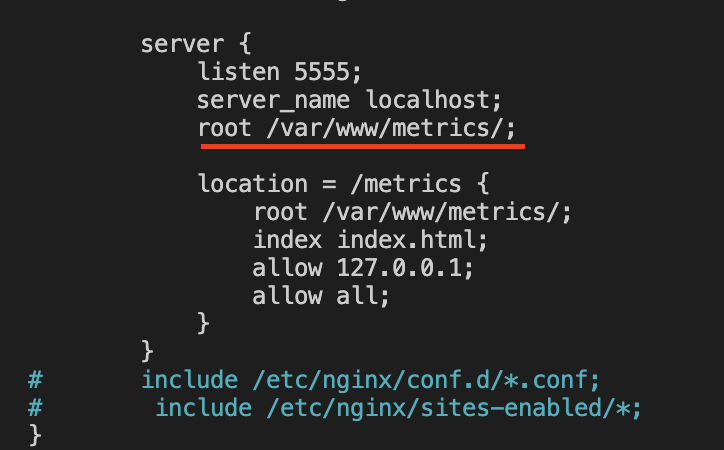 server {
listen 5555;
server_name localhost;
root /var/www/metrics/;
location = /metrics {
root /var/www/metrics/;
index index.html;
allow 127.0.0.1;
allow all;
}
}
# include /etc/nginx/conf.d/*.conf;
# include /etc/nginx/sites-enabled/*;
}